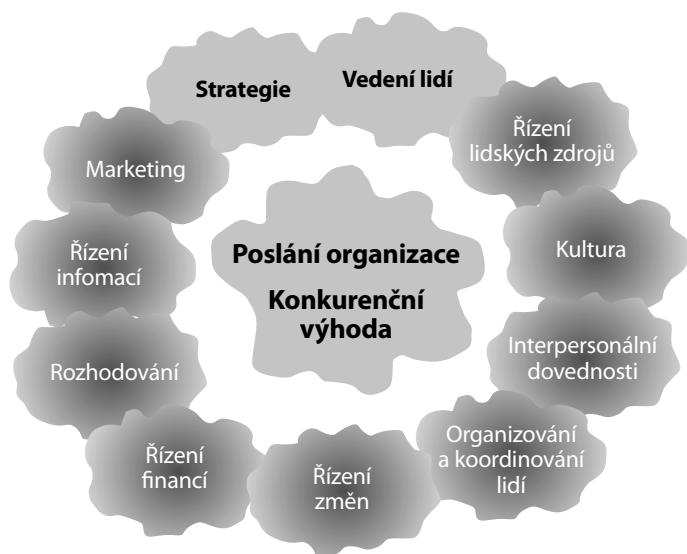 Strategie
Vedení lidí
Řízení
lidských zdrojů
Marketing
Poslání organizace
Konkurenční
výhoda
Kultura
Řízení
infomací
Interpersonální
dovednosti
Rozhodování
Organizování
a koordinování
lidí
Řízení
financí
Řízení
změn